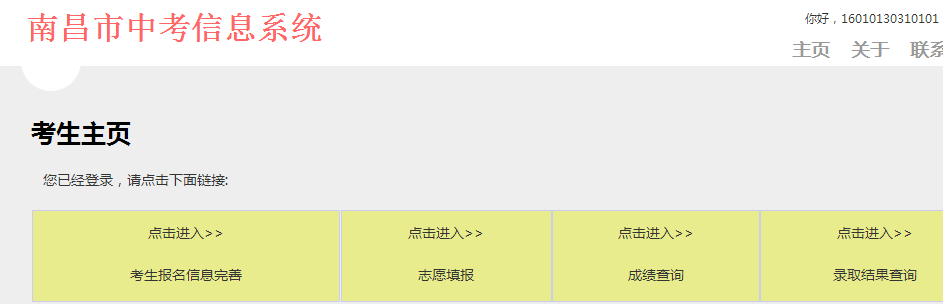 南昌市中考信息系统
你好，16010130310101
主页 关于 联系
考生主页
您已经登录，请点击下面链接:
点击进入>> 点击进入>> 点击进入>> 点击进入>>
考生报名信息完善 志愿填报 成绩查询 录取结果查询